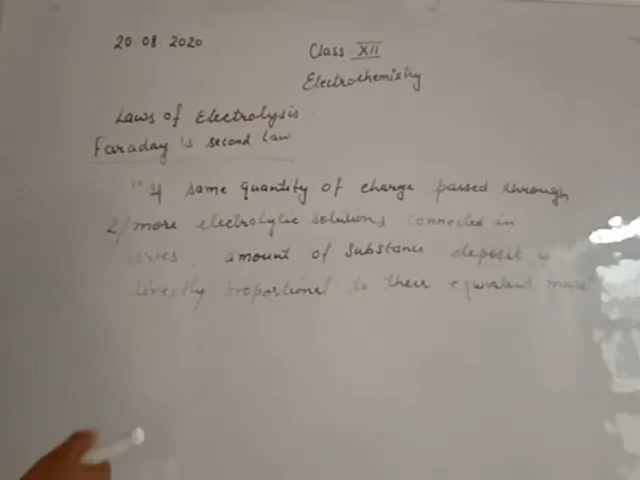 20.08.2020
Class XII
Electrochemistry
Laws of Electrolysis
Faraday's second Law
"If same quantity of charge passed through
2/more electrolytic solutions connected in
series, amount of substance deposit is
directly proportional to their equivalent mass"